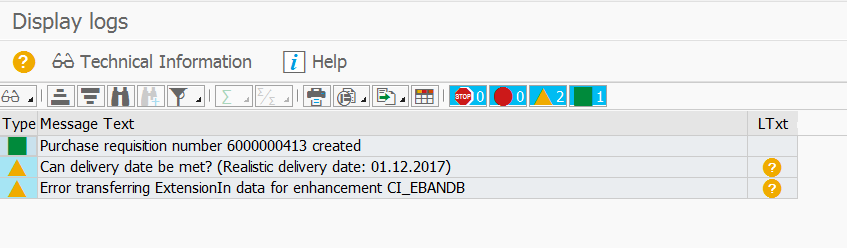 Display logs
? Technical Information i Help
Σ Σ/Σ STOP 0 0 2 1
Type Message Text LTxt
Purchase requisition number 6000000413 created
Can delivery date be met? (Realistic delivery date: 01.12.2017) ?
Error transferring ExtensionIn data for enhancement CI_EBANDB ?